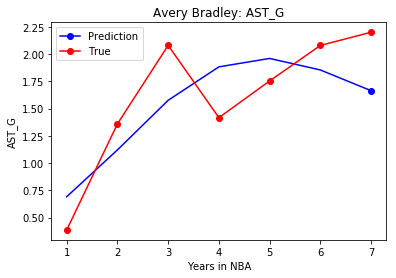 Avery Bradley: AST_G
Prediction
True
2.25
2.00
1.75
1.50
1.25
1.00
0.75
0.50
AST_G
1 2 3 4 5 6 7
Years in NBA